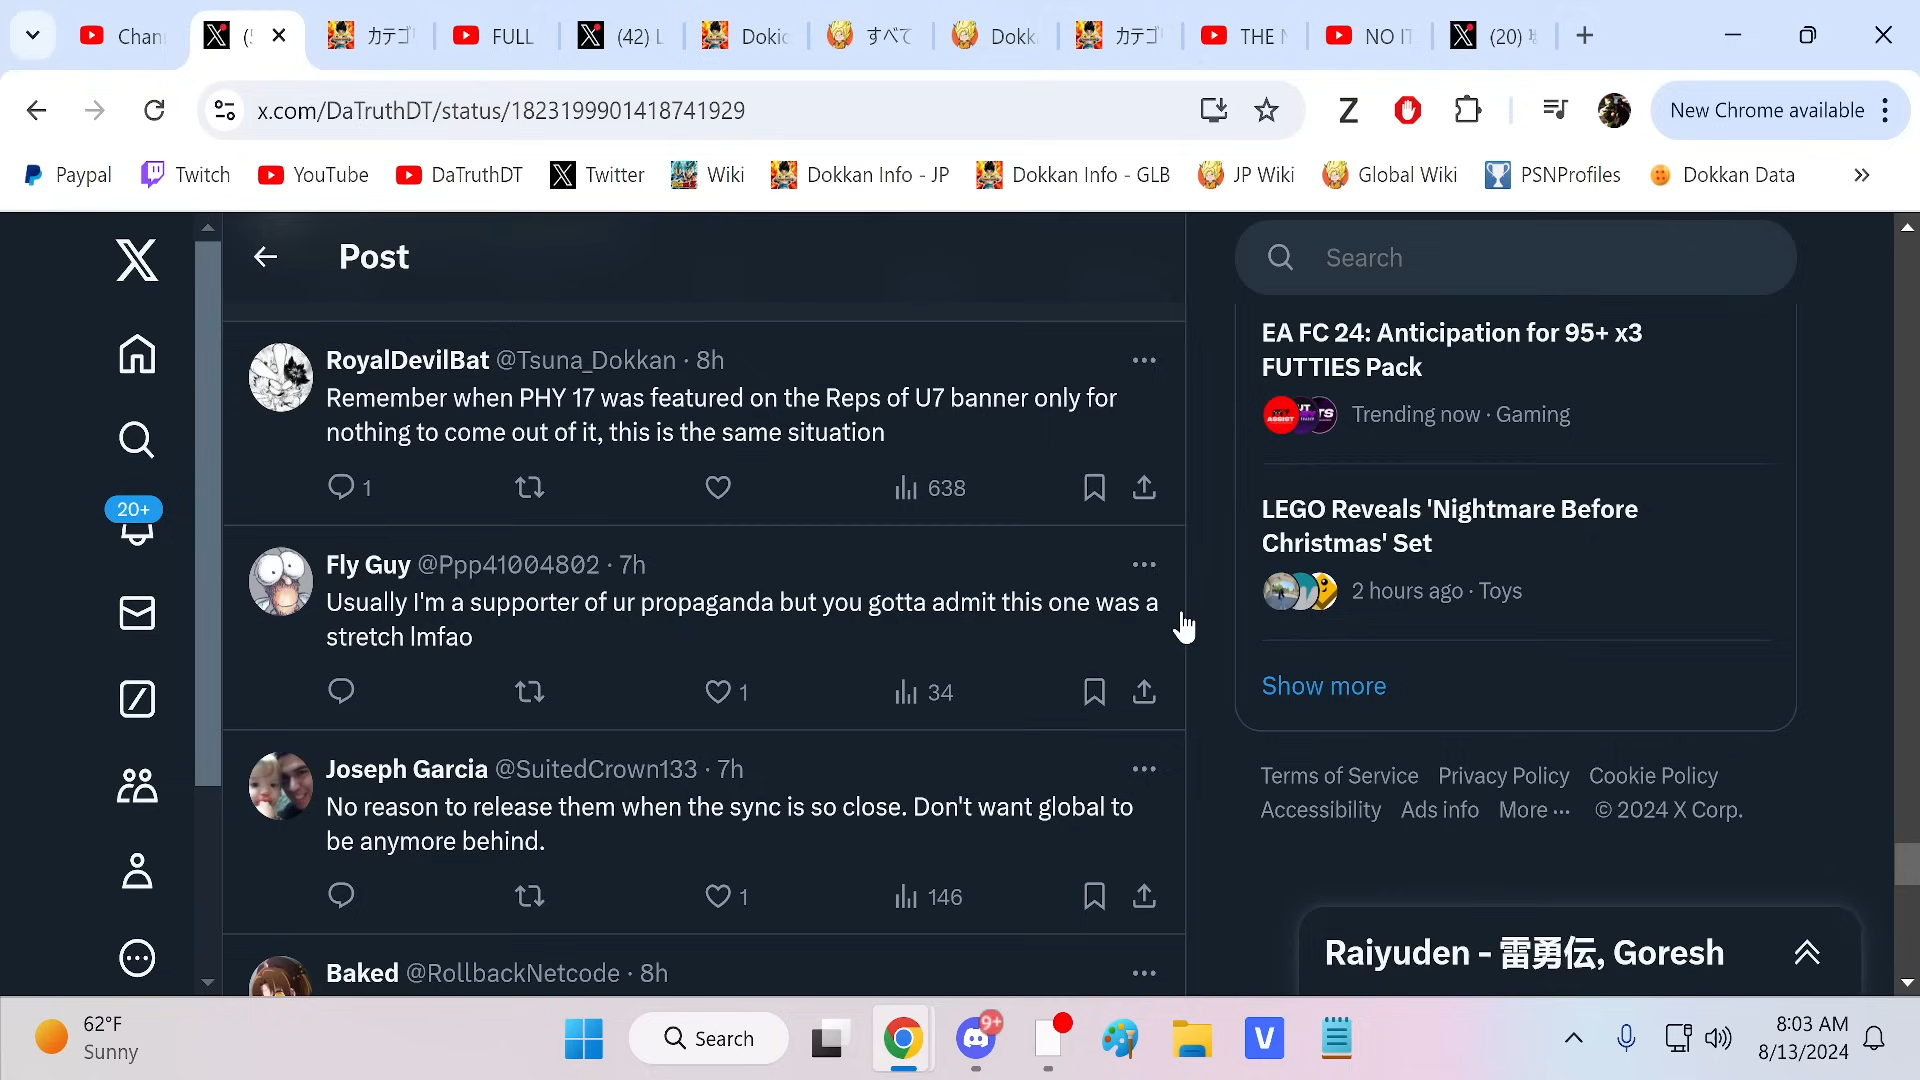 Chan
(5
カテゴ
FULL
(42) L
Dokic
すべて
Dokk
カテゴ
THE N
NO IT
(20)
x.com/DaTruthDT/status/1823199901418741929
New Chrome available
Paypal
Twitch
YouTube
DaTruthDT
Twitter
Wiki
Dokkan Info - JP
Dokkan Info - GLB
JP Wiki
Global Wiki
PSNProfiles
Dokkan Data
Post
Search
RoyalDevilBat @Tsuna_Dokkan · 8h
Remember when PHY 17 was featured on the Reps of U7 banner only for
nothing to come out of it, this is the same situation
1
638
20+
Fly Guy @Ppp41004802 · 7h
Usually I'm a supporter of ur propaganda but you gotta admit this one was a
stretch lmfao
1
34
Joseph Garcia @SuitedCrown133 · 7h
No reason to release them when the sync is so close. Don't want global to
be anymore behind.
1
146
Baked @RollbackNetcode · 8h
EA FC 24: Anticipation for 95+ x3
FUTTIES Pack
Trending now · Gaming
LEGO Reveals 'Nightmare Before
Christmas' Set
2 hours ago · Toys
Show more
Terms of Service Privacy Policy Cookie Policy
Accessibility Ads info More ··· © 2024 X Corp.
Raiyuden - 雷勇伝, Goresh
62°F
Sunny
Search
9+
8:03 AM
8/13/2024